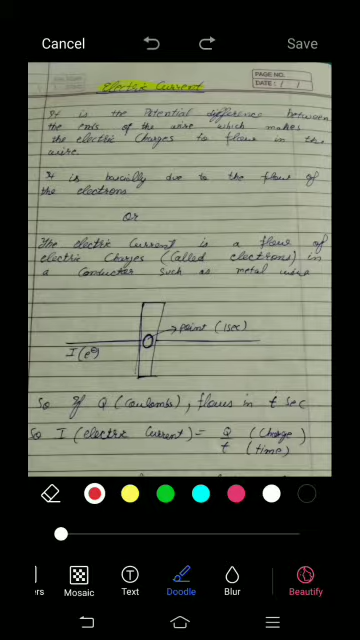 Cancel
Save
PAGE NO.
DATE: / /
Electric Current
It is the Potential difference between
the ends of the wire which makes
the electric charges to flow in the
wire.
It is basically due to the flow of
the electrons
Or
The electric Current is a flow of
electric Charges (Called electrons) in
a conductor such as metal wire
→ Point (1sec)
I (e⊖)
So If Q (Coulombs), flows in t sec
So I (electric Current) = Q (Charge)
t (time)
rs
Mosaic
Text
Doodle
Blur
Beautify